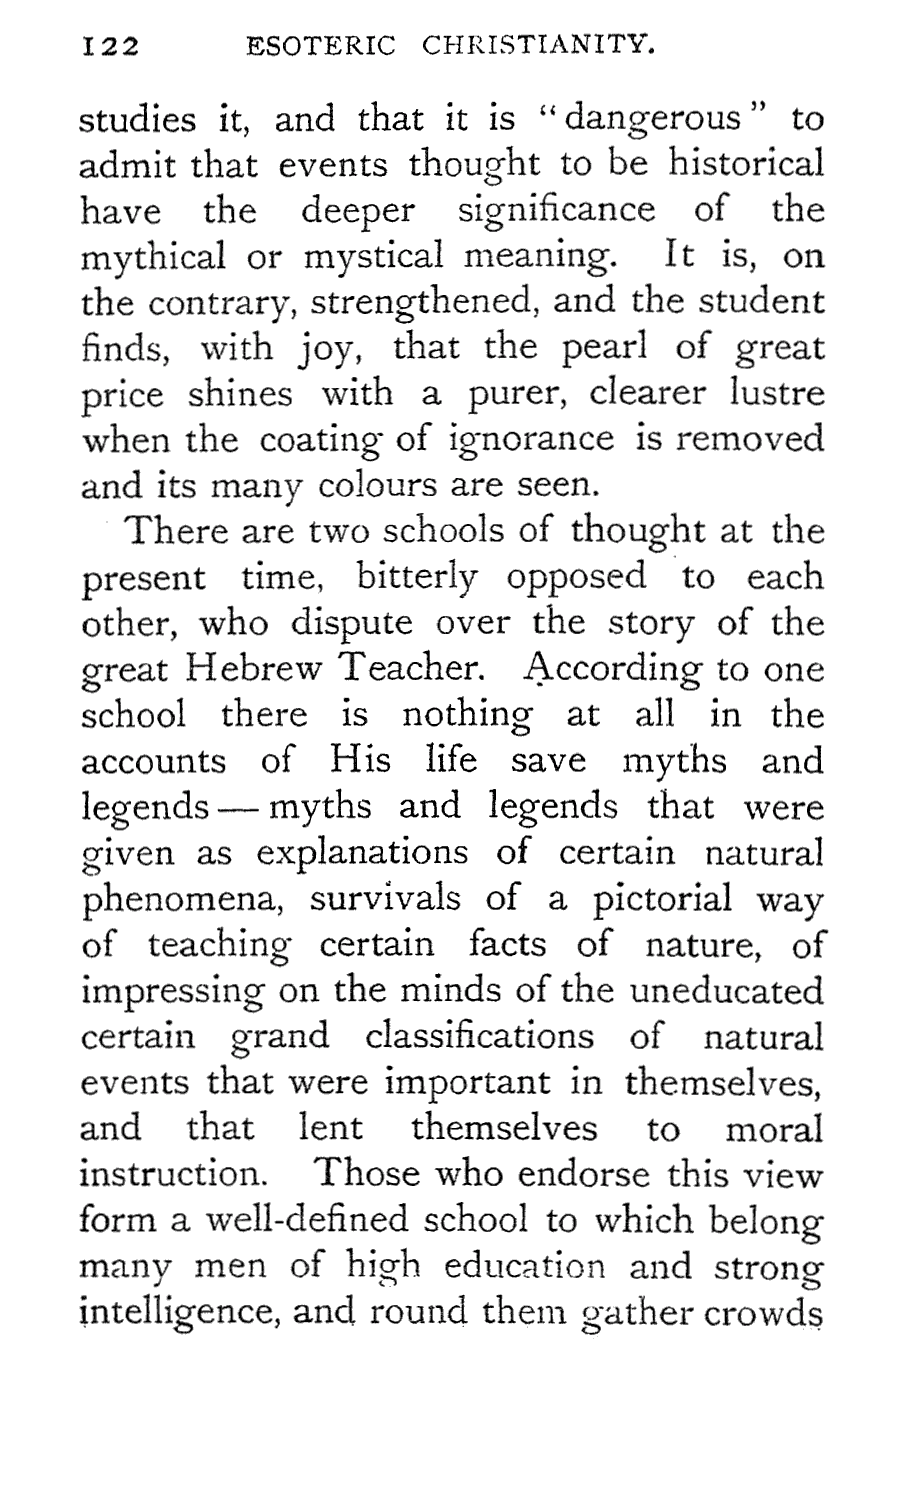 122 ESOTERIC CHRISTIANITY.
studies it, and that it is “dangerous” to
admit that events thought to be historical
have the deeper significance of the
mythical or mystical meaning. It is, on
the contrary, strengthened, and the student
finds, with joy, that the pearl of great
price shines with a purer, clearer lustre
when the coating of ignorance is removed
and its many colours are seen.
There are two schools of thought at the
present time, bitterly opposed to each
other, who dispute over the story of the
great Hebrew Teacher. According to one
school there is nothing at all in the
accounts of His life save myths and
legends — myths and legends that were
given as explanations of certain natural
phenomena, survivals of a pictorial way
of teaching certain facts of nature, of
impressing on the minds of the uneducated
certain grand classifications of natural
events that were important in themselves,
and that lent themselves to moral
instruction. Those who endorse this view
form a well-defined school to which belong
many men of high education and strong
intelligence, and round them gather crowds